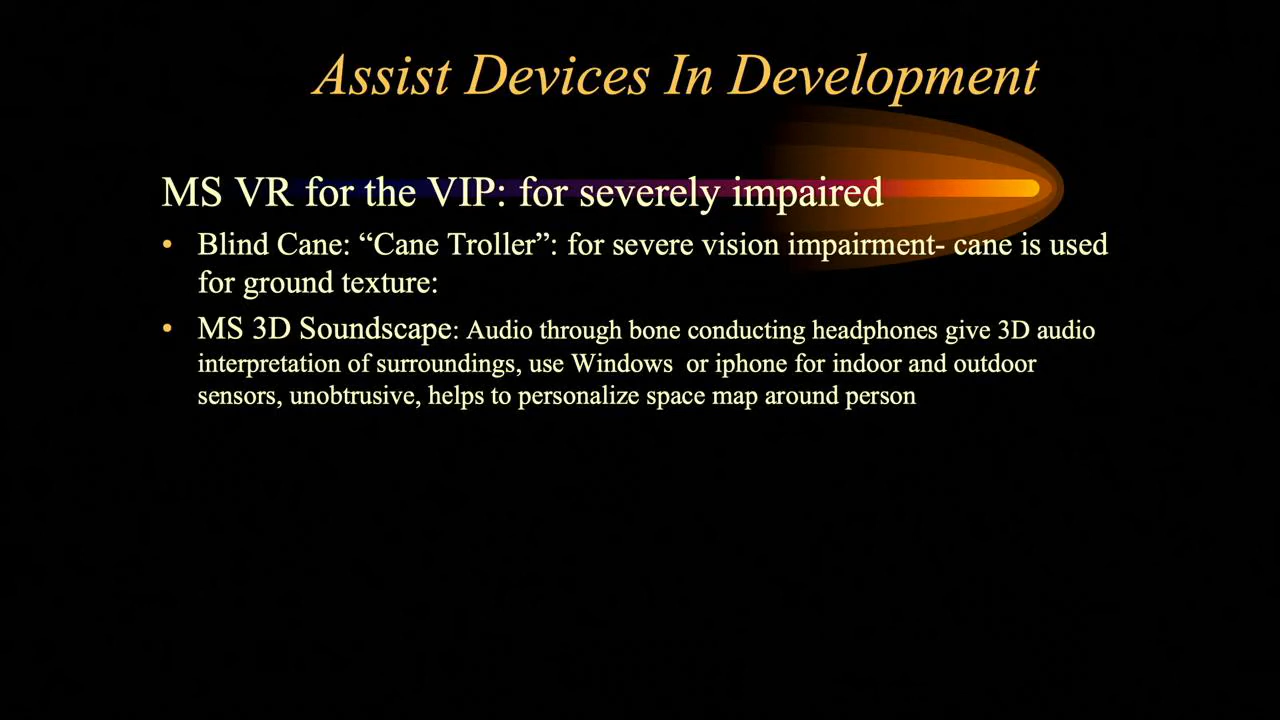 Assist Devices In Development
MS VR for the VIP: for severely impaired
• Blind Cane: “Cane Troller”: for severe vision impairment- cane is used
for ground texture:
• MS 3D Soundscape: Audio through bone conducting headphones give 3D audio
interpretation of surroundings, use Windows  or iphone for indoor and outdoor
sensors, unobtrusive, helps to personalize space map around person